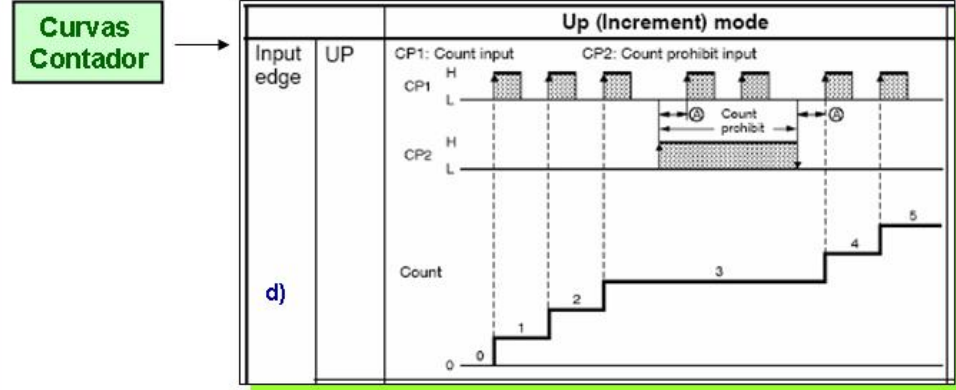 Curvas
Contador
Up (Increment) mode
Input
edge
UP
CP1: Count input
CP2: Count prohibit input
CP1
H
L
A
Count
prohibit
A
CP2
H
L
Count
d)
0
0
1
2
3
4
5